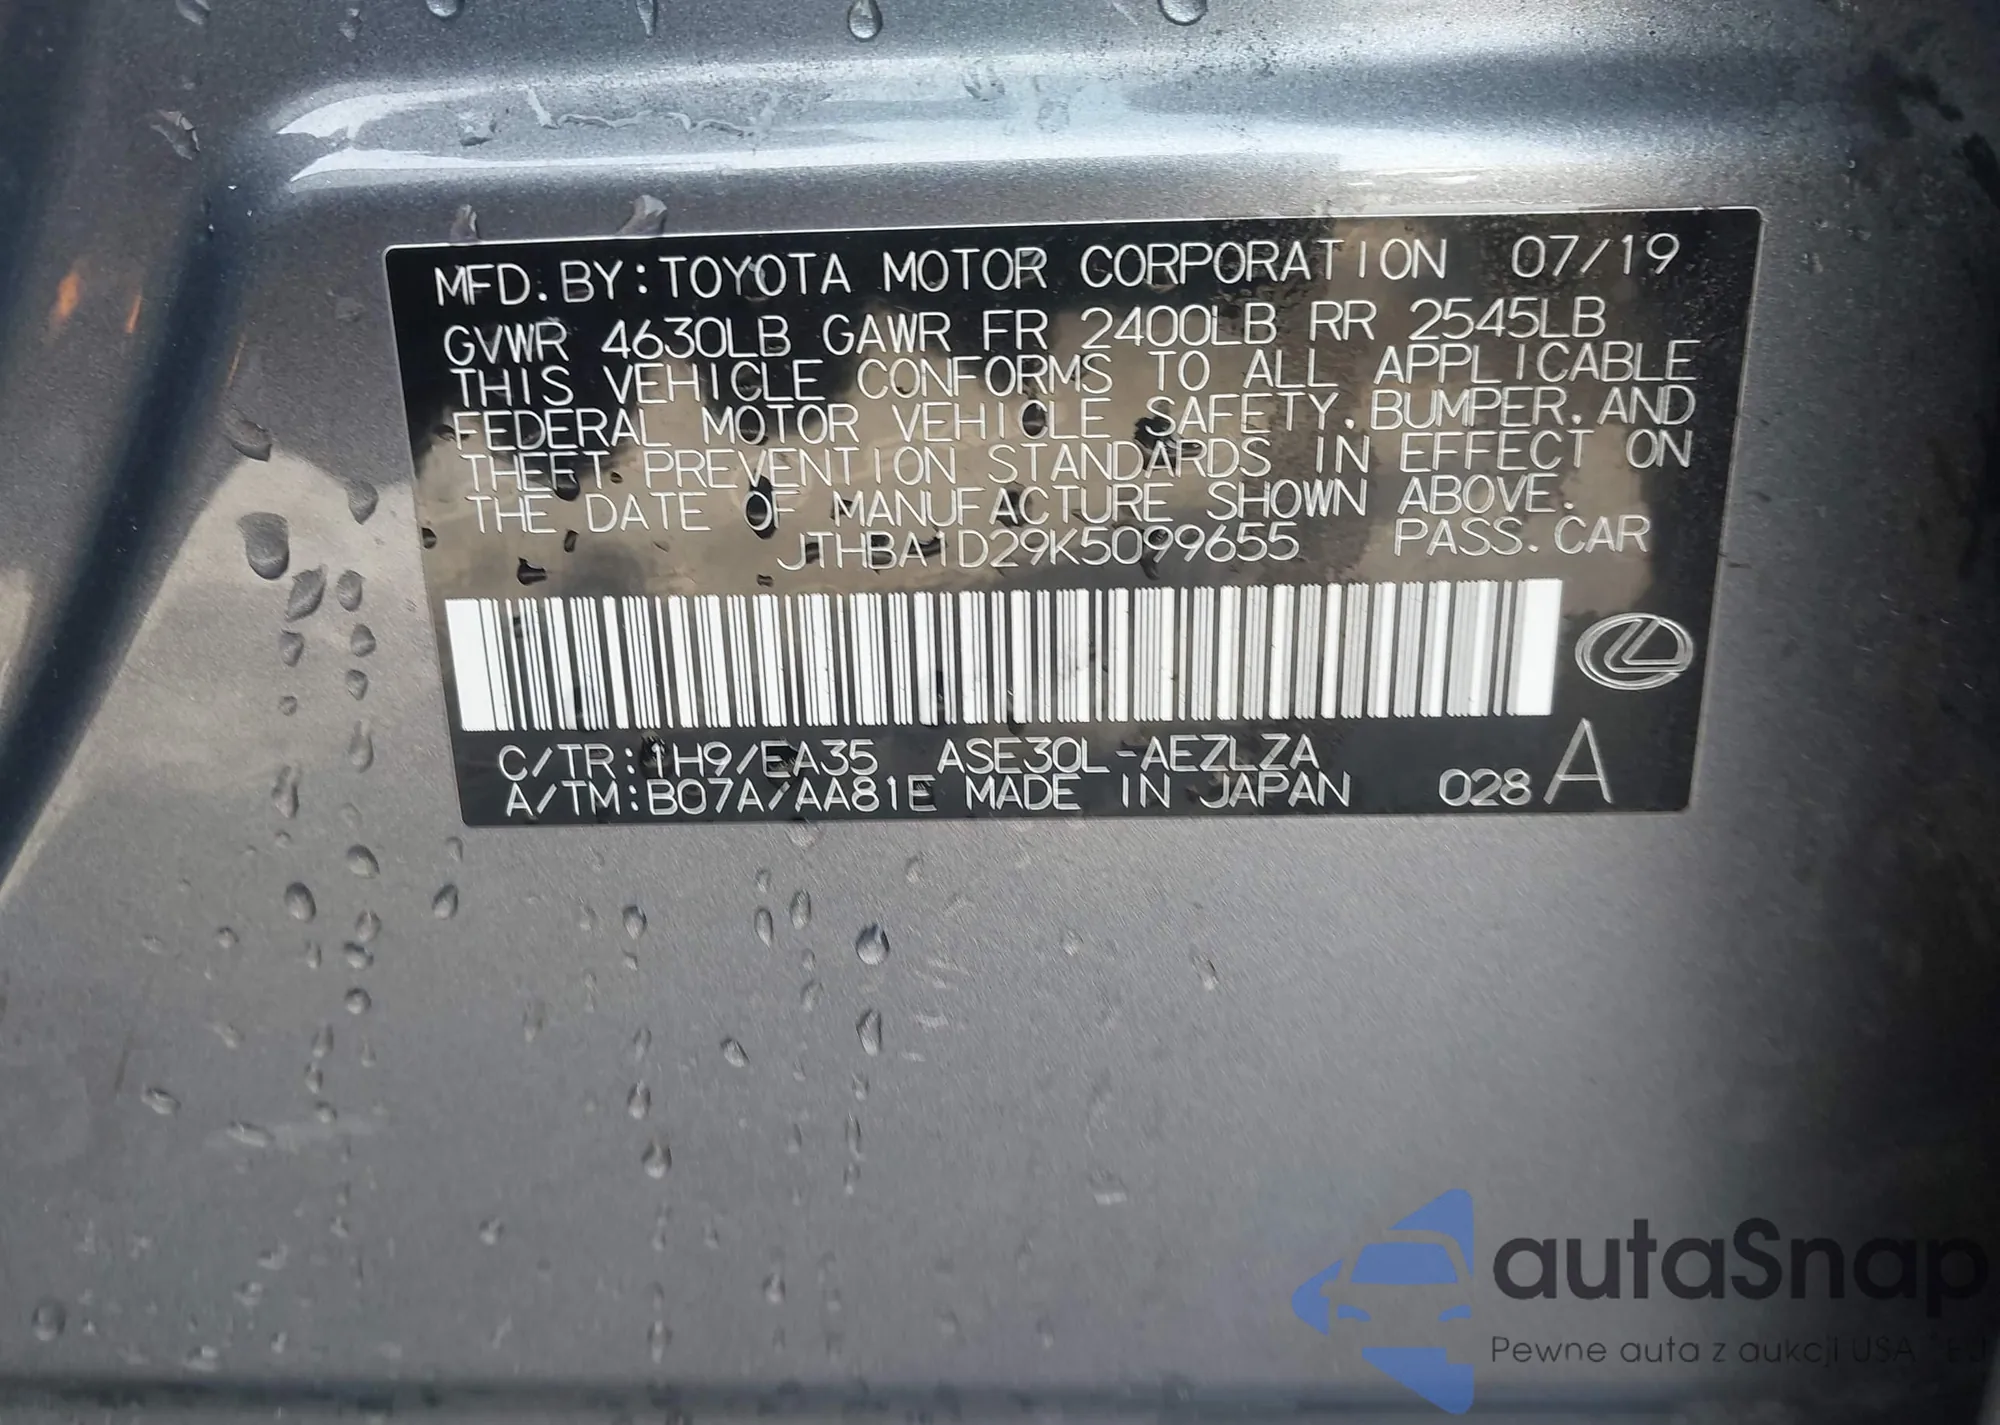 MFD. BY: TOYOTA MOTOR CORPORATION 07/19
GVWR 4630LB GAWR FR 2400LB RR 2545LB
THIS VEHICLE CONFORMS TO ALL APPLICABLE
FEDERAL MOTOR VEHICLE SAFETY, BUMPER, AND
THEFT PREVENTION STANDARDS IN EFFECT ON
THE DATE OF MANUFACTURE SHOWN ABOVE.
JTHBA1D29K5099655 PASS. CAR
C/TR: 1H9/EA35 ASE30L-AEZLZA
A/TM: B07A/AA81E MADE IN JAPAN 028 A
autaSnap
Pewne auta z aukcji USA